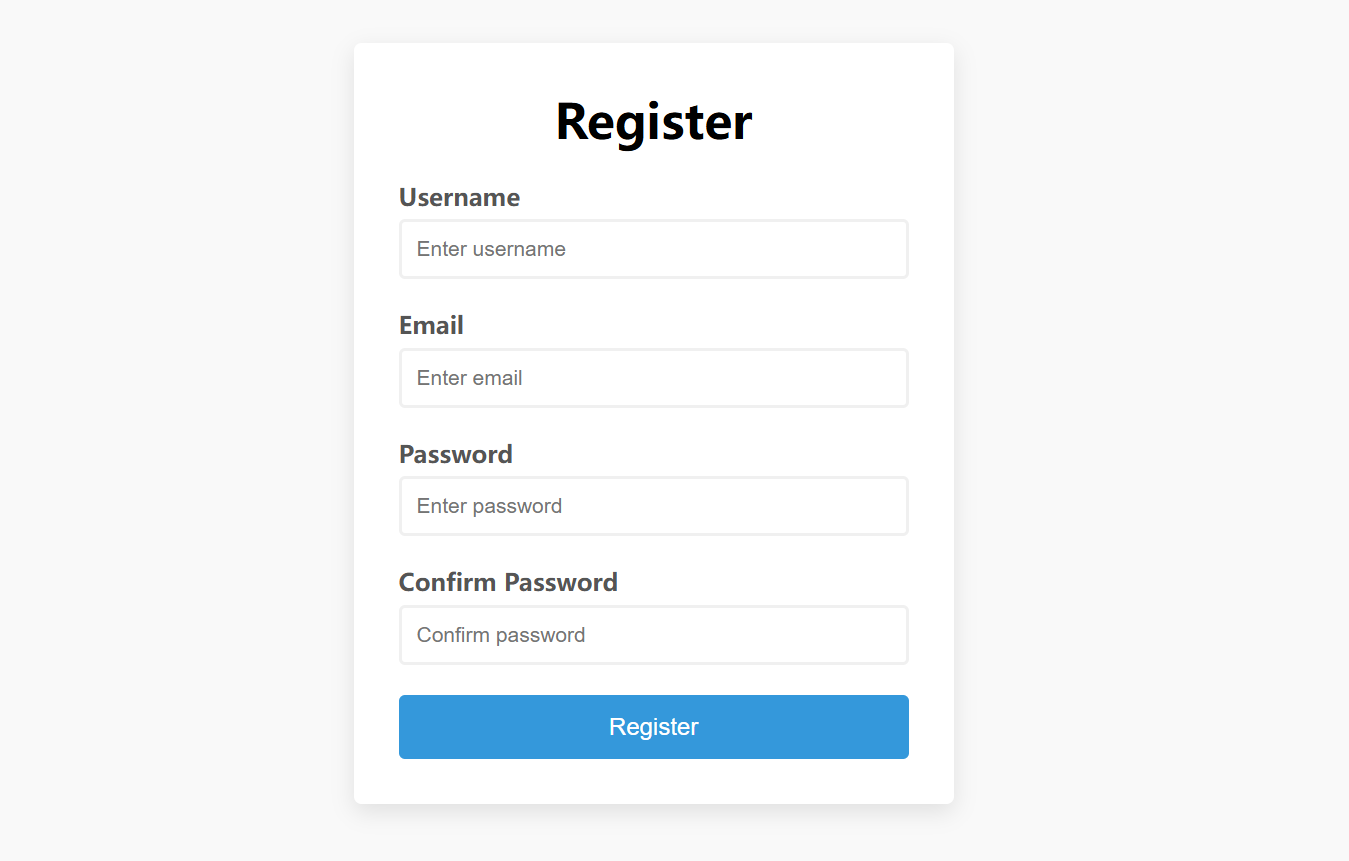 Register
Username
Enter username
Email
Enter email
Password
Enter password
Confirm Password
Confirm password
Register